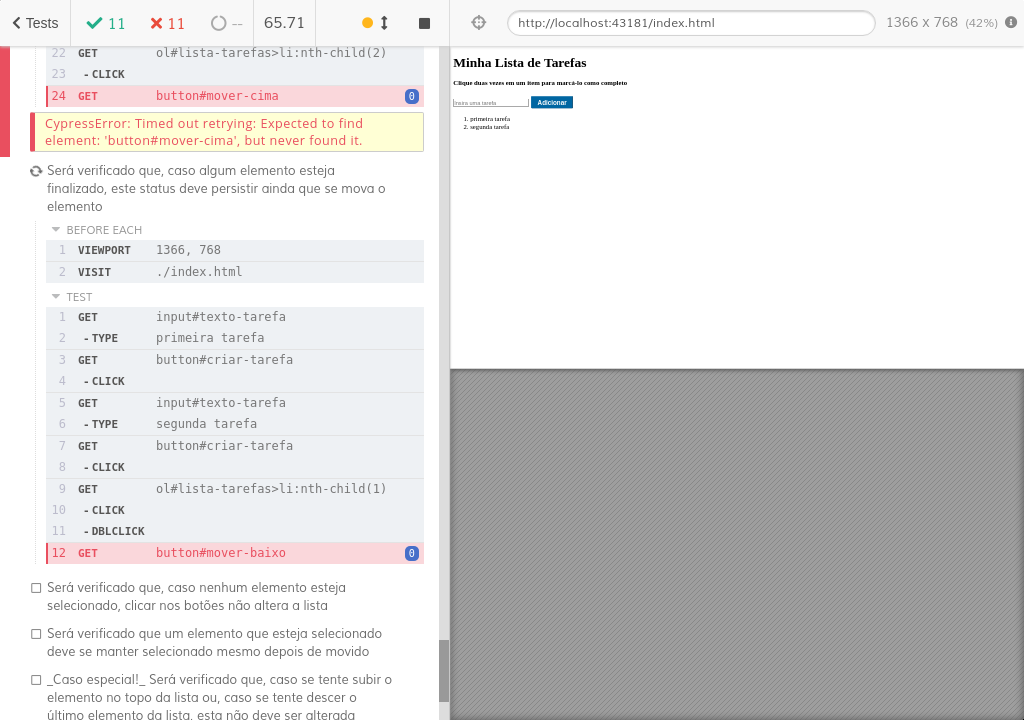 Tests
11
11
--
65.71
http://localhost:43181/index.html
1366 x 768 (42%)
22 GET ol#lista-tarefas>li:nth-child(2)
23 - CLICK
24 GET button#mover-cima 0
CypressError: Timed out retrying: Expected to find
element: 'button#mover-cima', but never found it.
Será verificado que, caso algum elemento esteja
finalizado, este status deve persistir ainda que se mova o
elemento
BEFORE EACH
1 VIEWPORT 1366, 768
2 VISIT ./index.html
TEST
1 GET input#texto-tarefa
2 - TYPE primeira tarefa
3 GET button#criar-tarefa
4 - CLICK
5 GET input#texto-tarefa
6 - TYPE segunda tarefa
7 GET button#criar-tarefa
8 - CLICK
9 GET ol#lista-tarefas>li:nth-child(1)
10 - CLICK
11 - DBLCLICK
12 GET button#mover-baixo 0
Será verificado que, caso nenhum elemento esteja
selecionado, clicar nos botões não altera a lista
Será verificado que um elemento que esteja selecionado
deve se manter selecionado mesmo depois de movido
_Caso especial!_ Será verificado que, caso se tente subir o
elemento no topo da lista ou, caso se tente descer o
último elemento da lista, esta não deve ser alterada
Minha Lista de Tarefas
Clique duas vezes em um item para marcá-lo como completo
Insira uma tarefa
Adicionar
1. primeira tarefa
2. segunda tarefa